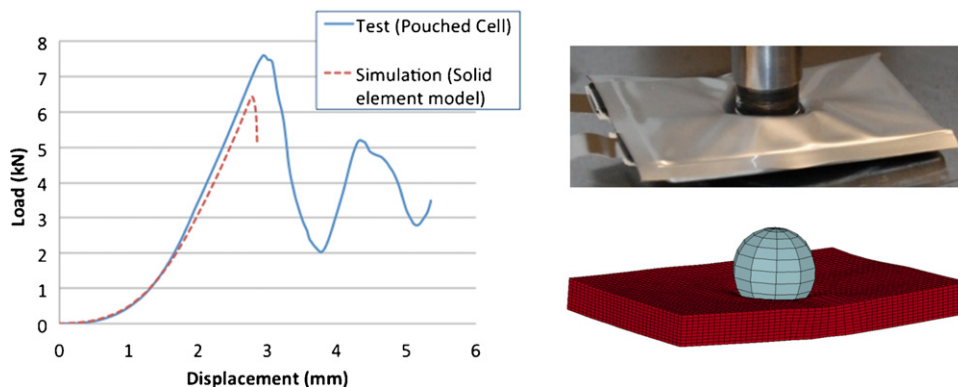 Test (Pouched Cell)
Simulation (Solid
element model)
8
7
6
5
4
3
2
1
0
Load (kN)
0 1 2 3 4 5 6
Displacement (mm)